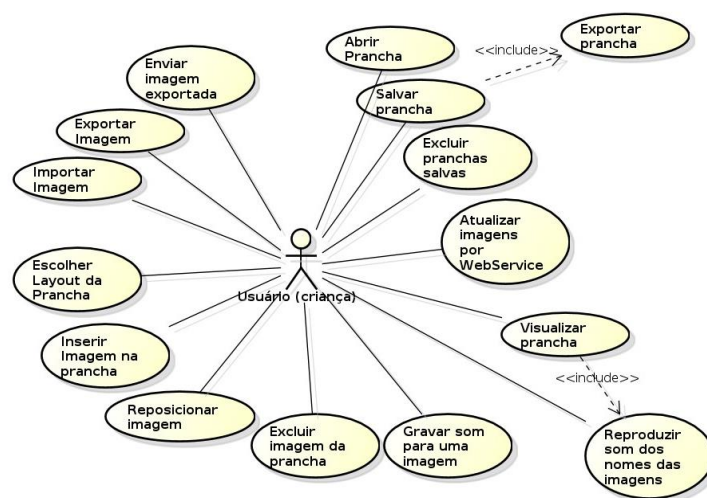 Abrir
Prancha
<<include>>
Exportar
prancha
Enviar
imagem
exportada
Salvar
prancha
Exportar
Imagem
Excluir
pranchas
salvas
Importar
Imagem
Atualizar
imagens
por
WebService
Escolher
Layout da
Prancha
Usuário (criança)
Visualizar
prancha
Inserir
Imagem na
prancha
<<include>>
Reposicionar
imagem
Excluir
imagem da
prancha
Gravar som
para uma
imagem
Reproduzir
som dos
nomes das
imagens